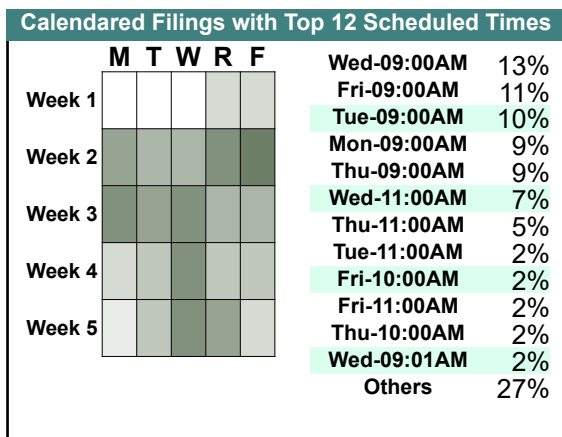 Calendared Filings with Top 12 Scheduled Times
M T W R F
Week 1
Week 2
Week 3
Week 4
Week 5
Wed-09:00AM 13%
Fri-09:00AM 11%
Tue-09:00AM 10%
Mon-09:00AM 9%
Thu-09:00AM 9%
Wed-11:00AM 7%
Thu-11:00AM 5%
Tue-11:00AM 2%
Fri-10:00AM 2%
Fri-11:00AM 2%
Thu-10:00AM 2%
Wed-09:01AM 2%
Others 27%